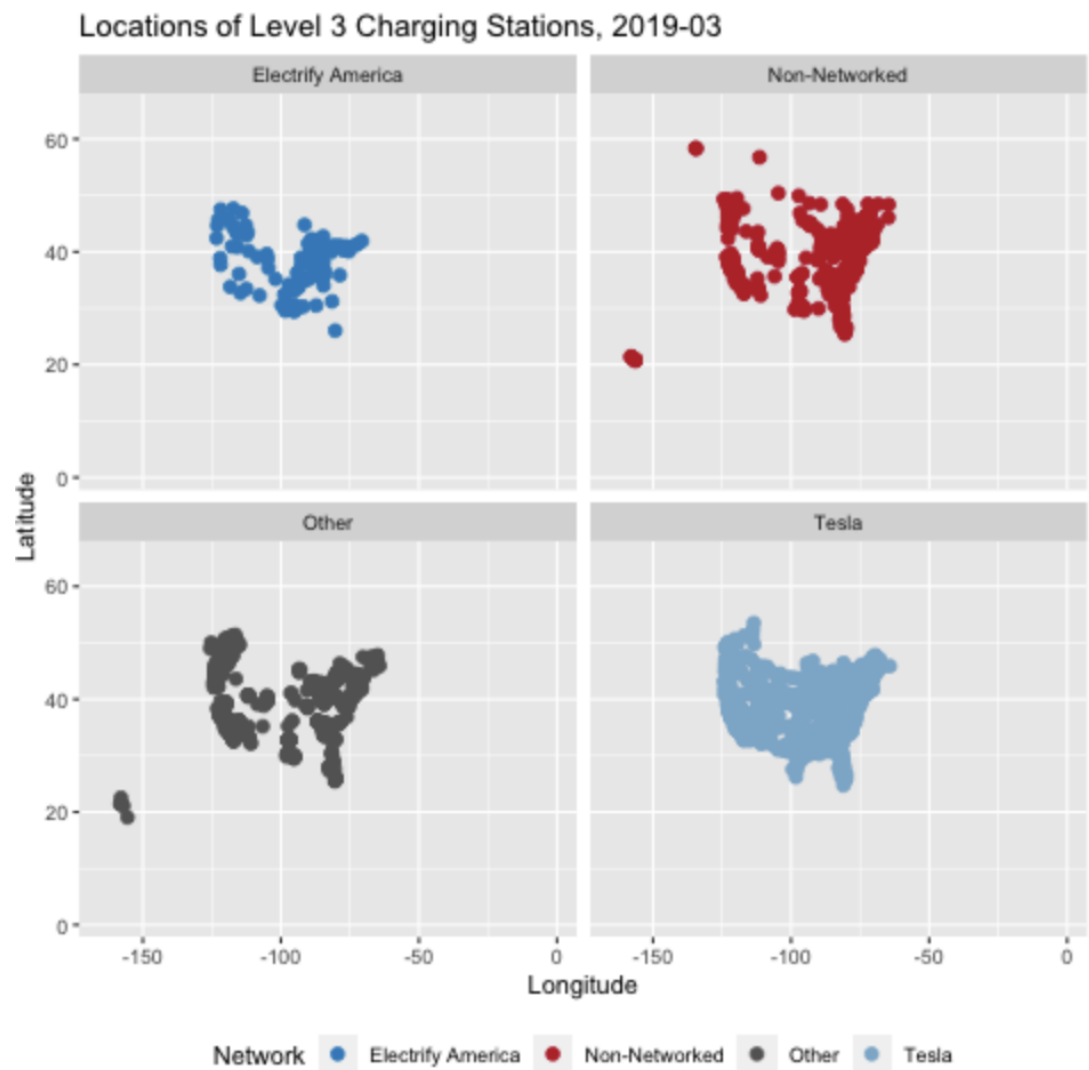 Locations of Level 3 Charging Stations, 2019-03
Electrify America
Non-Networked
60
40
20
0
Latitude
Other
Tesla
60
40
20
0
-150 -100 -50 0
-150 -100 -50 0
Longitude
Network Electrify America Non-Networked Other Tesla